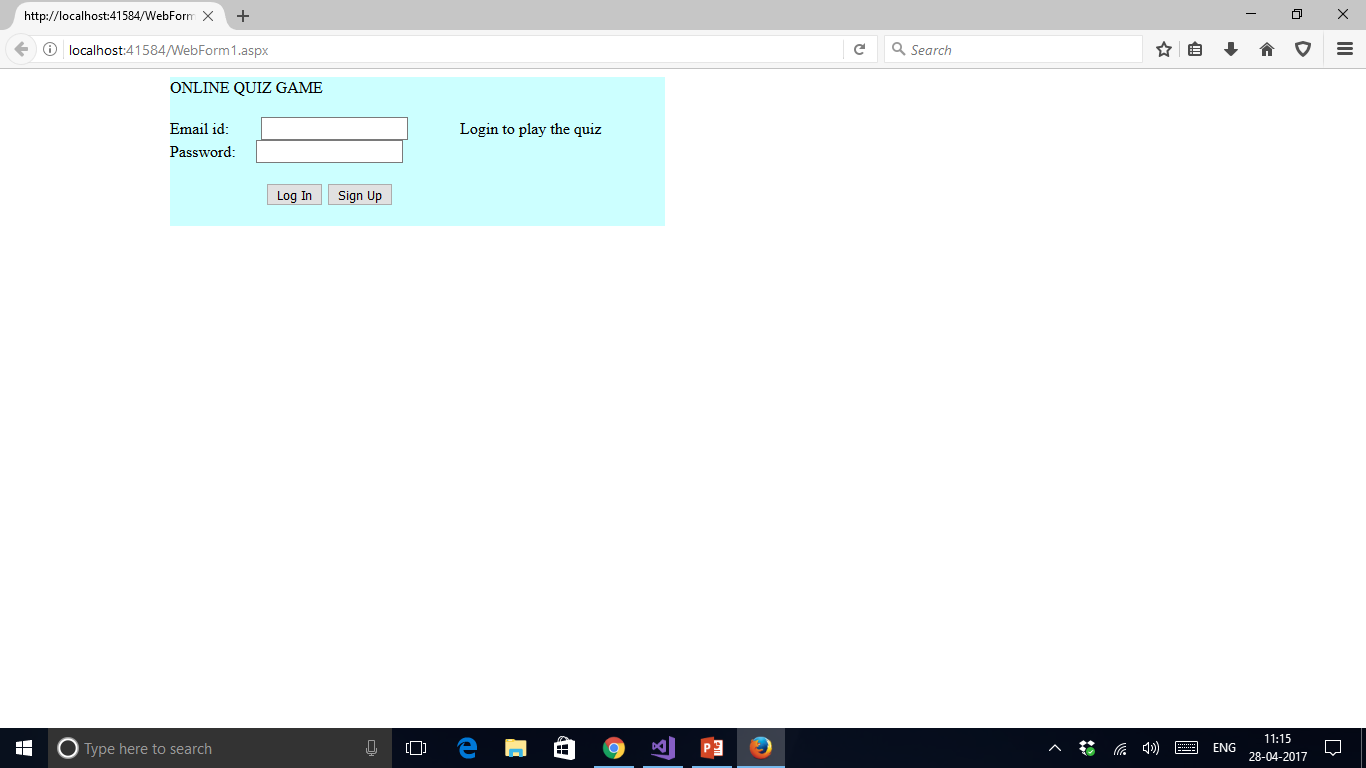 http://localhost:41584/WebForm
localhost:41584/WebForm1.aspx
Search
ONLINE QUIZ GAME
Email id:
Login to play the quiz
Password:
Log In
Sign Up
Type here to search
ENG
11:15
28-04-2017